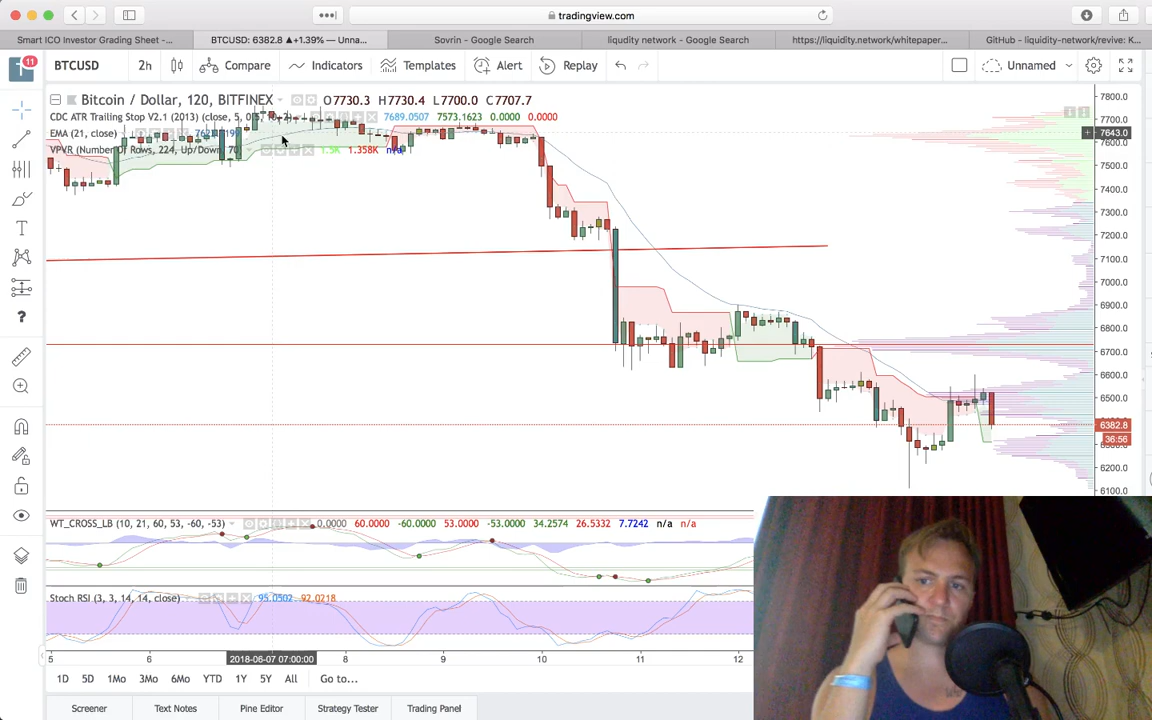 tradingview.com
Smart ICO Investor Grading Sheet -...
BTCUSD: 6382.8 ▲+1.39% — Unna...
Sovrin - Google Search
liqudity network - Google Search
https://liquidity.network/whitepaper...
GitHub - liquidity-network/revive: K...
11
BTCUSD 2h Compare Indicators Templates Alert Replay Unnamed
Bitcoin / Dollar, 120, BITFINEX O7730.3 H7730.4 L7700.0 C7707.7
CDC ATR Trailing Stop V2.1 (2013) (close, 5, 7689.0507 7573.1623 0.0000 0.0000
EMA (21, close)
VPVR (Number Of Rows, 224, Up/Down, 70) 1.5K 1.358K n/a
7800.0
7643.0
7600.0
7500.0
7400.0
7300.0
7200.0
7100.0
7000.0
6900.0
6800.0
6700.0
6600.0
6500.0
6382.8
36:56
6200.0
6100.0
WT_CROSS_LB (10, 21, 60, 53, -60, -53) 0.0000 60.0000 -60.0000 53.0000 -53.0000 34.2574 26.5332 7.7242 n/a n/a
Stoch RSI (3, 3, 14, 14, close) 95.0502 92.0718
5 6 2018-06-07 07:00:00 8 9 10 11 12
1D 5D 1Mo 3Mo 6Mo YTD 1Y 5Y All Go to...
Screener Text Notes Pine Editor Strategy Tester Trading Panel